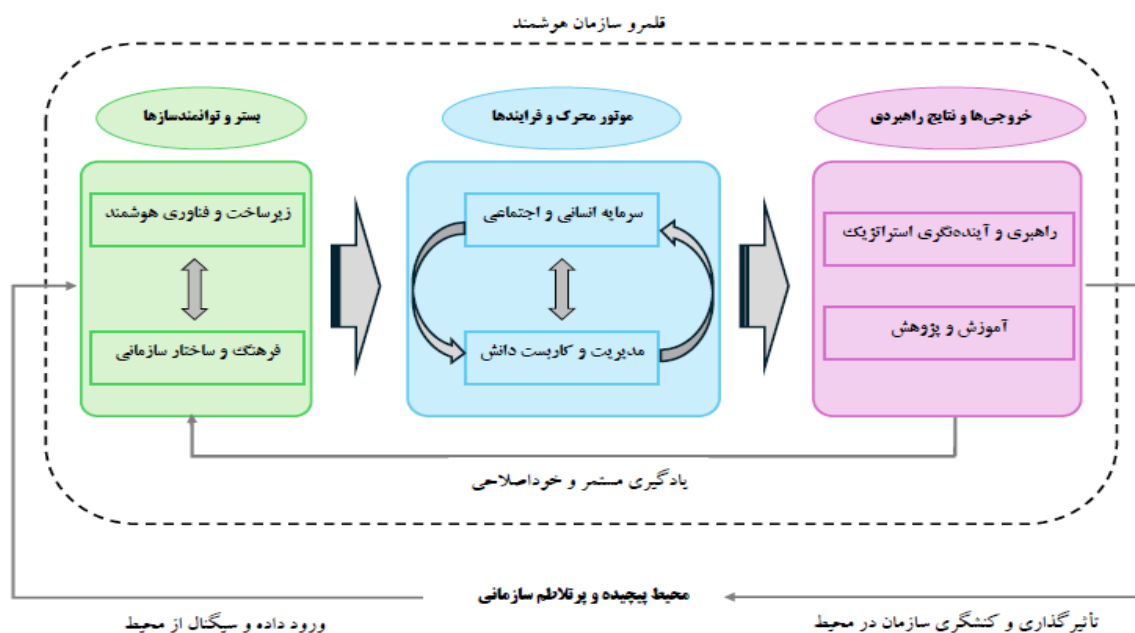 قلمرو سازمان هوشمند
بستر و توانمندسازها
موتور محرک و فرایندها
خروجی‌ها و نتایج راهبردی
زیرساخت و فناوری هوشمند
فرهنگ و ساختار سازمانی
سرمایه انسانی و اجتماعی
مدیریت و کاربست دانش
راهبری و آینده‌نگری استراتژیک
آموزش و پژوهش
یادگیری مستمر و خوداصلاحی
محیط پیچیده و پرتلاطم سازمانی
ورود داده و سیگنال از محیط
تأثیرگذاری و کنشگری سازمان در محیط